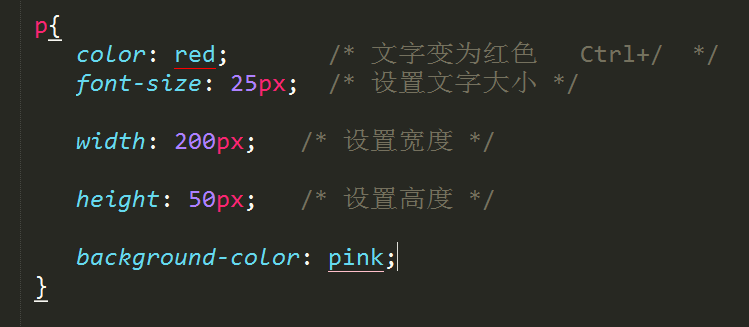 p{
color: red; /* 文字变为红色 Ctrl+/ */
font-size: 25px; /* 设置文字大小 */
width: 200px; /* 设置宽度 */
height: 50px; /* 设置高度 */
background-color: pink;
}